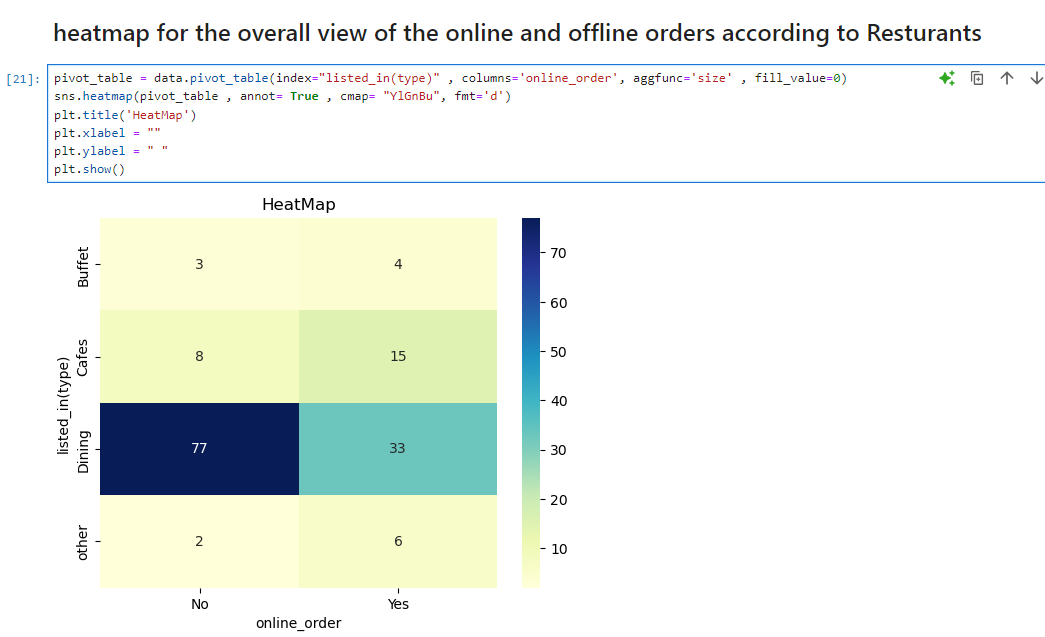 heatmap for the overall view of the online and offline orders according to Resturants
[21]:
pivot_table = data.pivot_table(index="listed_in(type)" , columns='online_order', aggfunc='size' , fill_value=0)
sns.heatmap(pivot_table , annot= True , cmap= "YlGnBu", fmt='d')
plt.title('HeatMap')
plt.xlabel = ""
plt.ylabel = " "
plt.show()
HeatMap
listed_in(type)
Buffet
3
4
Cafes
8
15
Dining
77
33
other
2
6
No
Yes
online_order
70
60
50
40
30
20
10